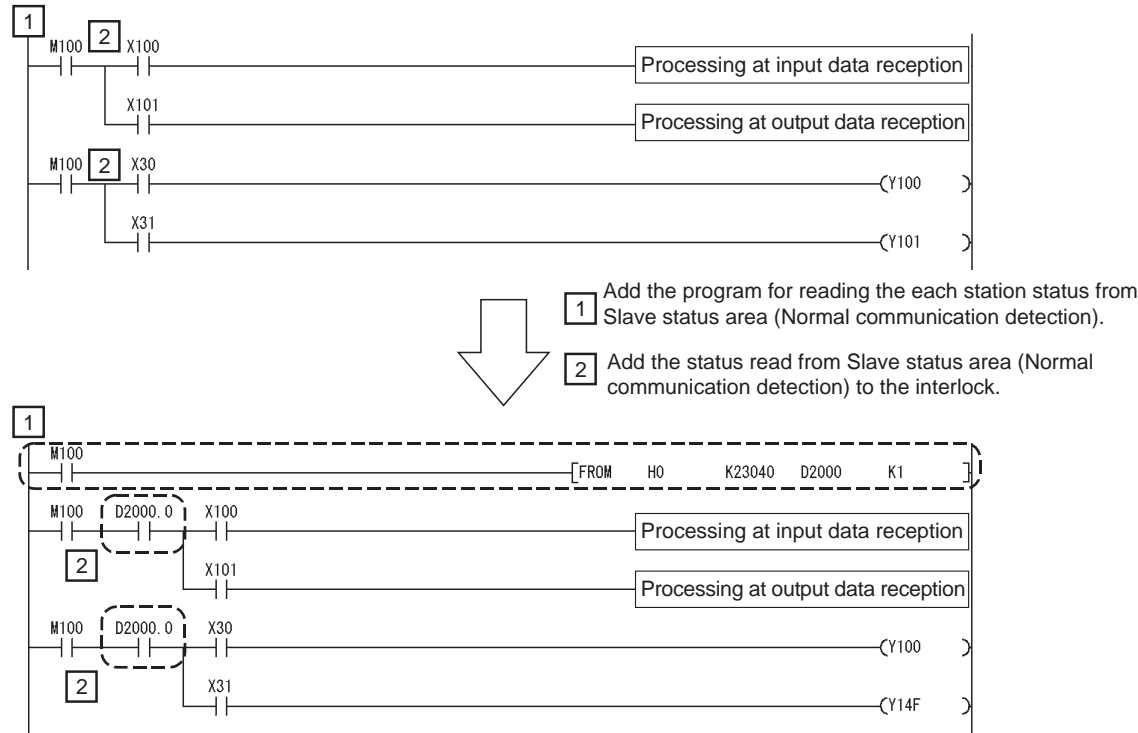 1
M100 2 X100
Processing at input data reception
X101
Processing at output data reception
M100 2 X30
Y100
X31
Y101
1 Add the program for reading the each station status from
Slave status area (Normal communication detection).
2 Add the status read from Slave status area (Normal
communication detection) to the interlock.
1
M100
FROM H0 K23040 D2000 K1
M100 D2000.0 X100
Processing at input data reception
2
X101
Processing at output data reception
M100 D2000.0 X30
Y100
2
X31
Y14F